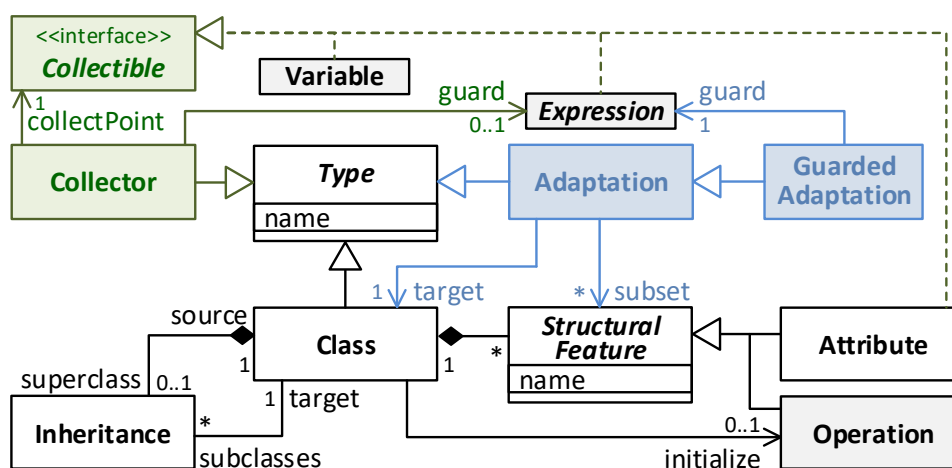 <<interface>>
Collectible
Variable
guard
0..1
Expression
guard
1
1
collectPoint
Collector
Type
name
Adaptation
Guarded
Adaptation
1 target
* subset
source
1
Class
1
*
Structural
Feature
name
Attribute
superclass
0..1
1 target
Inheritance
*
subclasses
0..1
initialize
Operation